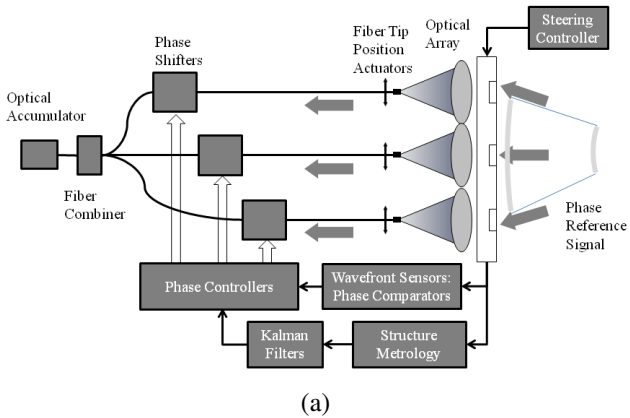 Steering
Controller
Optical
Array
Fiber Tip
Position
Actuators
Phase
Shifters
Optical
Accumulator
Fiber
Combiner
Phase
Reference
Signal
Phase Controllers
Wavefront Sensors:
Phase Comparators
Kalman
Filters
Structure
Metrology
(a)